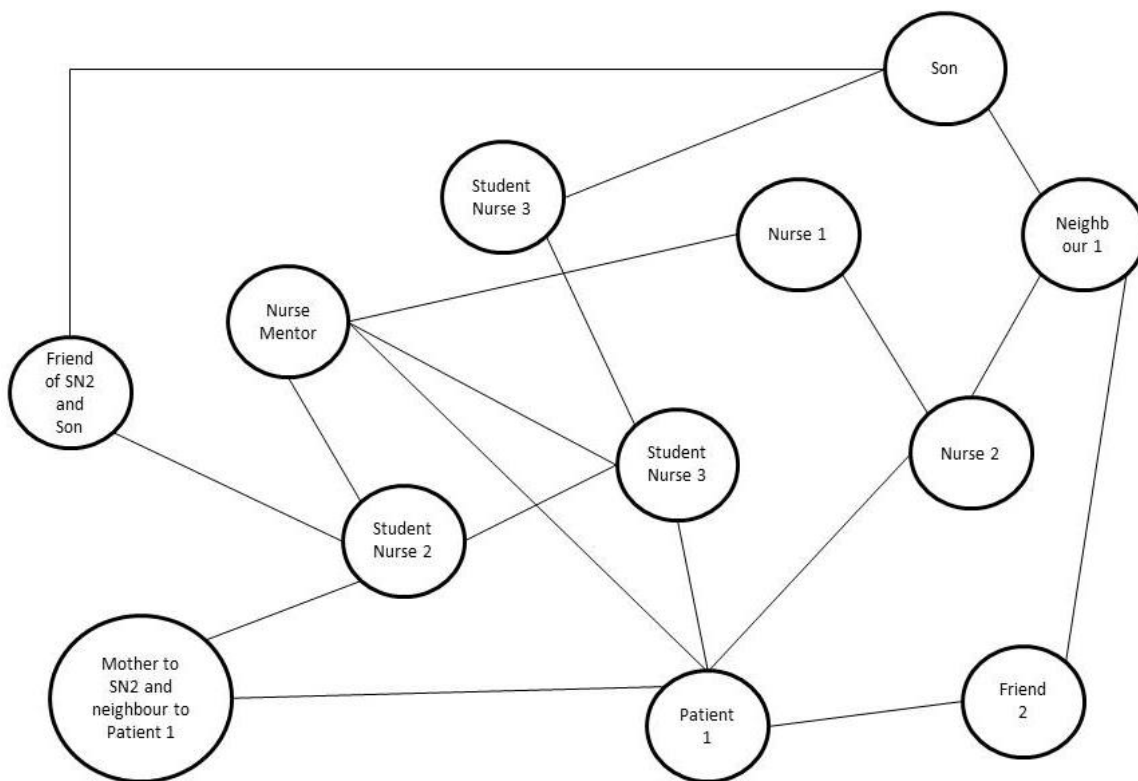 Son
Student
Nurse 3
Nurse 1
Neighb
our 1
Nurse
Mentor
Friend
of SN2
and
Son
Student
Nurse 3
Nurse 2
Student
Nurse 2
Mother to
SN2 and
neighbour to
Patient 1
Patient
1
Friend
2